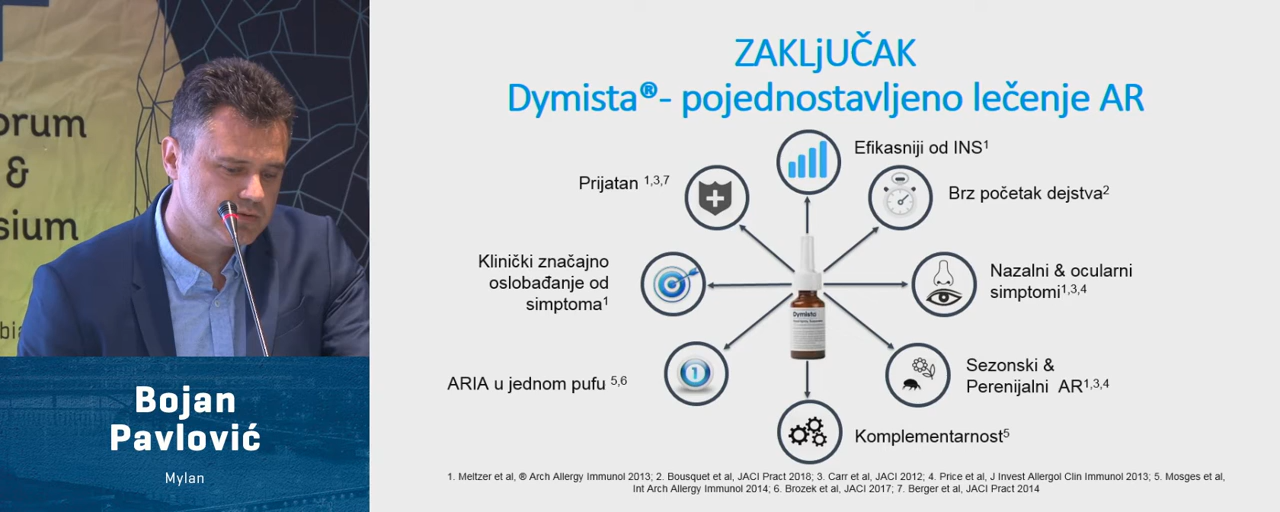 orum
&
sium
bia
Bojan
Pavlović
Mylan
ZAKLjUČAK
Dymista®- pojednostavljeno lečenje AR
Efikasniji od INS1
Prijatan 1,3,7
Brz početak dejstva2
Klinički značajno
oslobađanje od
simptoma1
Nazalni & ocularni
simptomi1,3,4
Dymista
1
ARIA u jednom pufu 5,6
Sezonski &
Perenijalni AR1,3,4
Komplementarnost5
1. Meltzer et al, ® Arch Allergy Immunol 2013; 2. Bousquet et al, JACI Pract 2018; 3. Carr et al, JACI 2012; 4. Price et al, J Invest Allergol Clin Immunol 2013; 5. Mosges et al,
Int Arch Allergy Immunol 2014; 6. Brozek et al, JACI 2017; 7. Berger et al, JACI Pract 2014